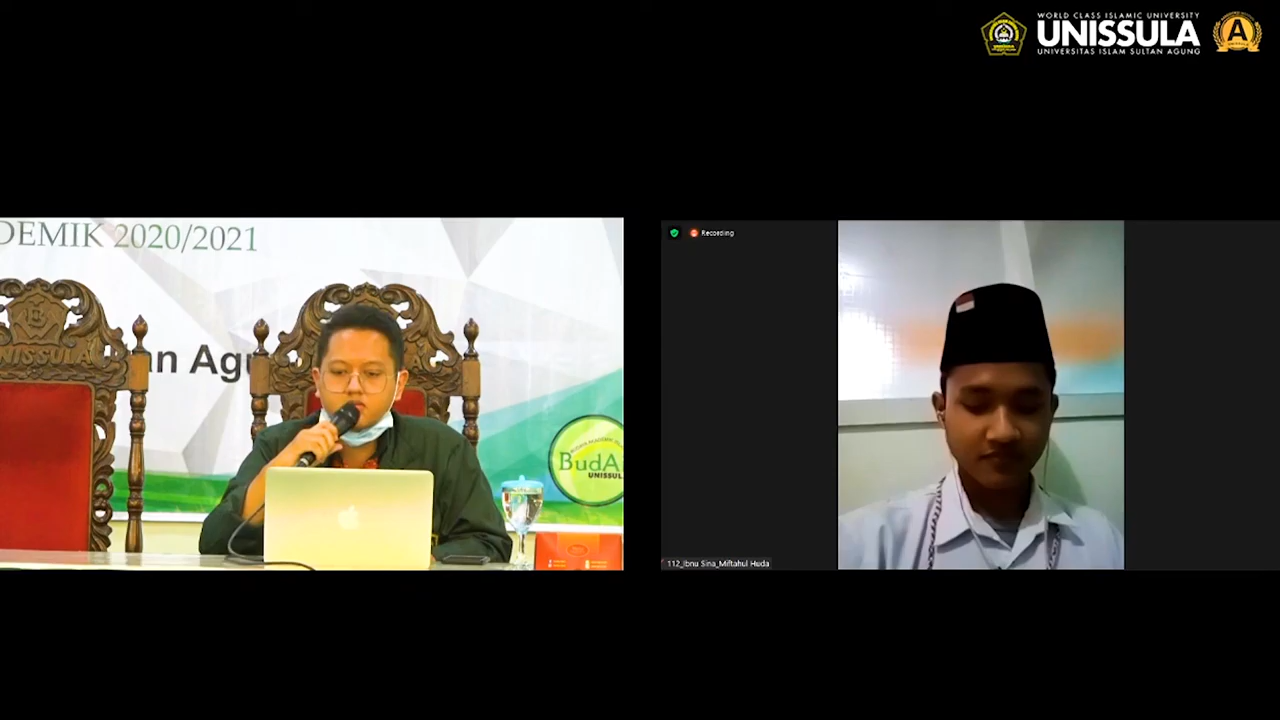 WORLD CLASS ISLAMIC UNIVERSITY
UNISSULA
UNIVERSITAS ISLAM SULTAN AGUNG
A
DEMIK 2020/2021
UNISSULA
an Agu
BudA
UNISSUL
Recording
112_Ibnu Sina_Miftahul Huda